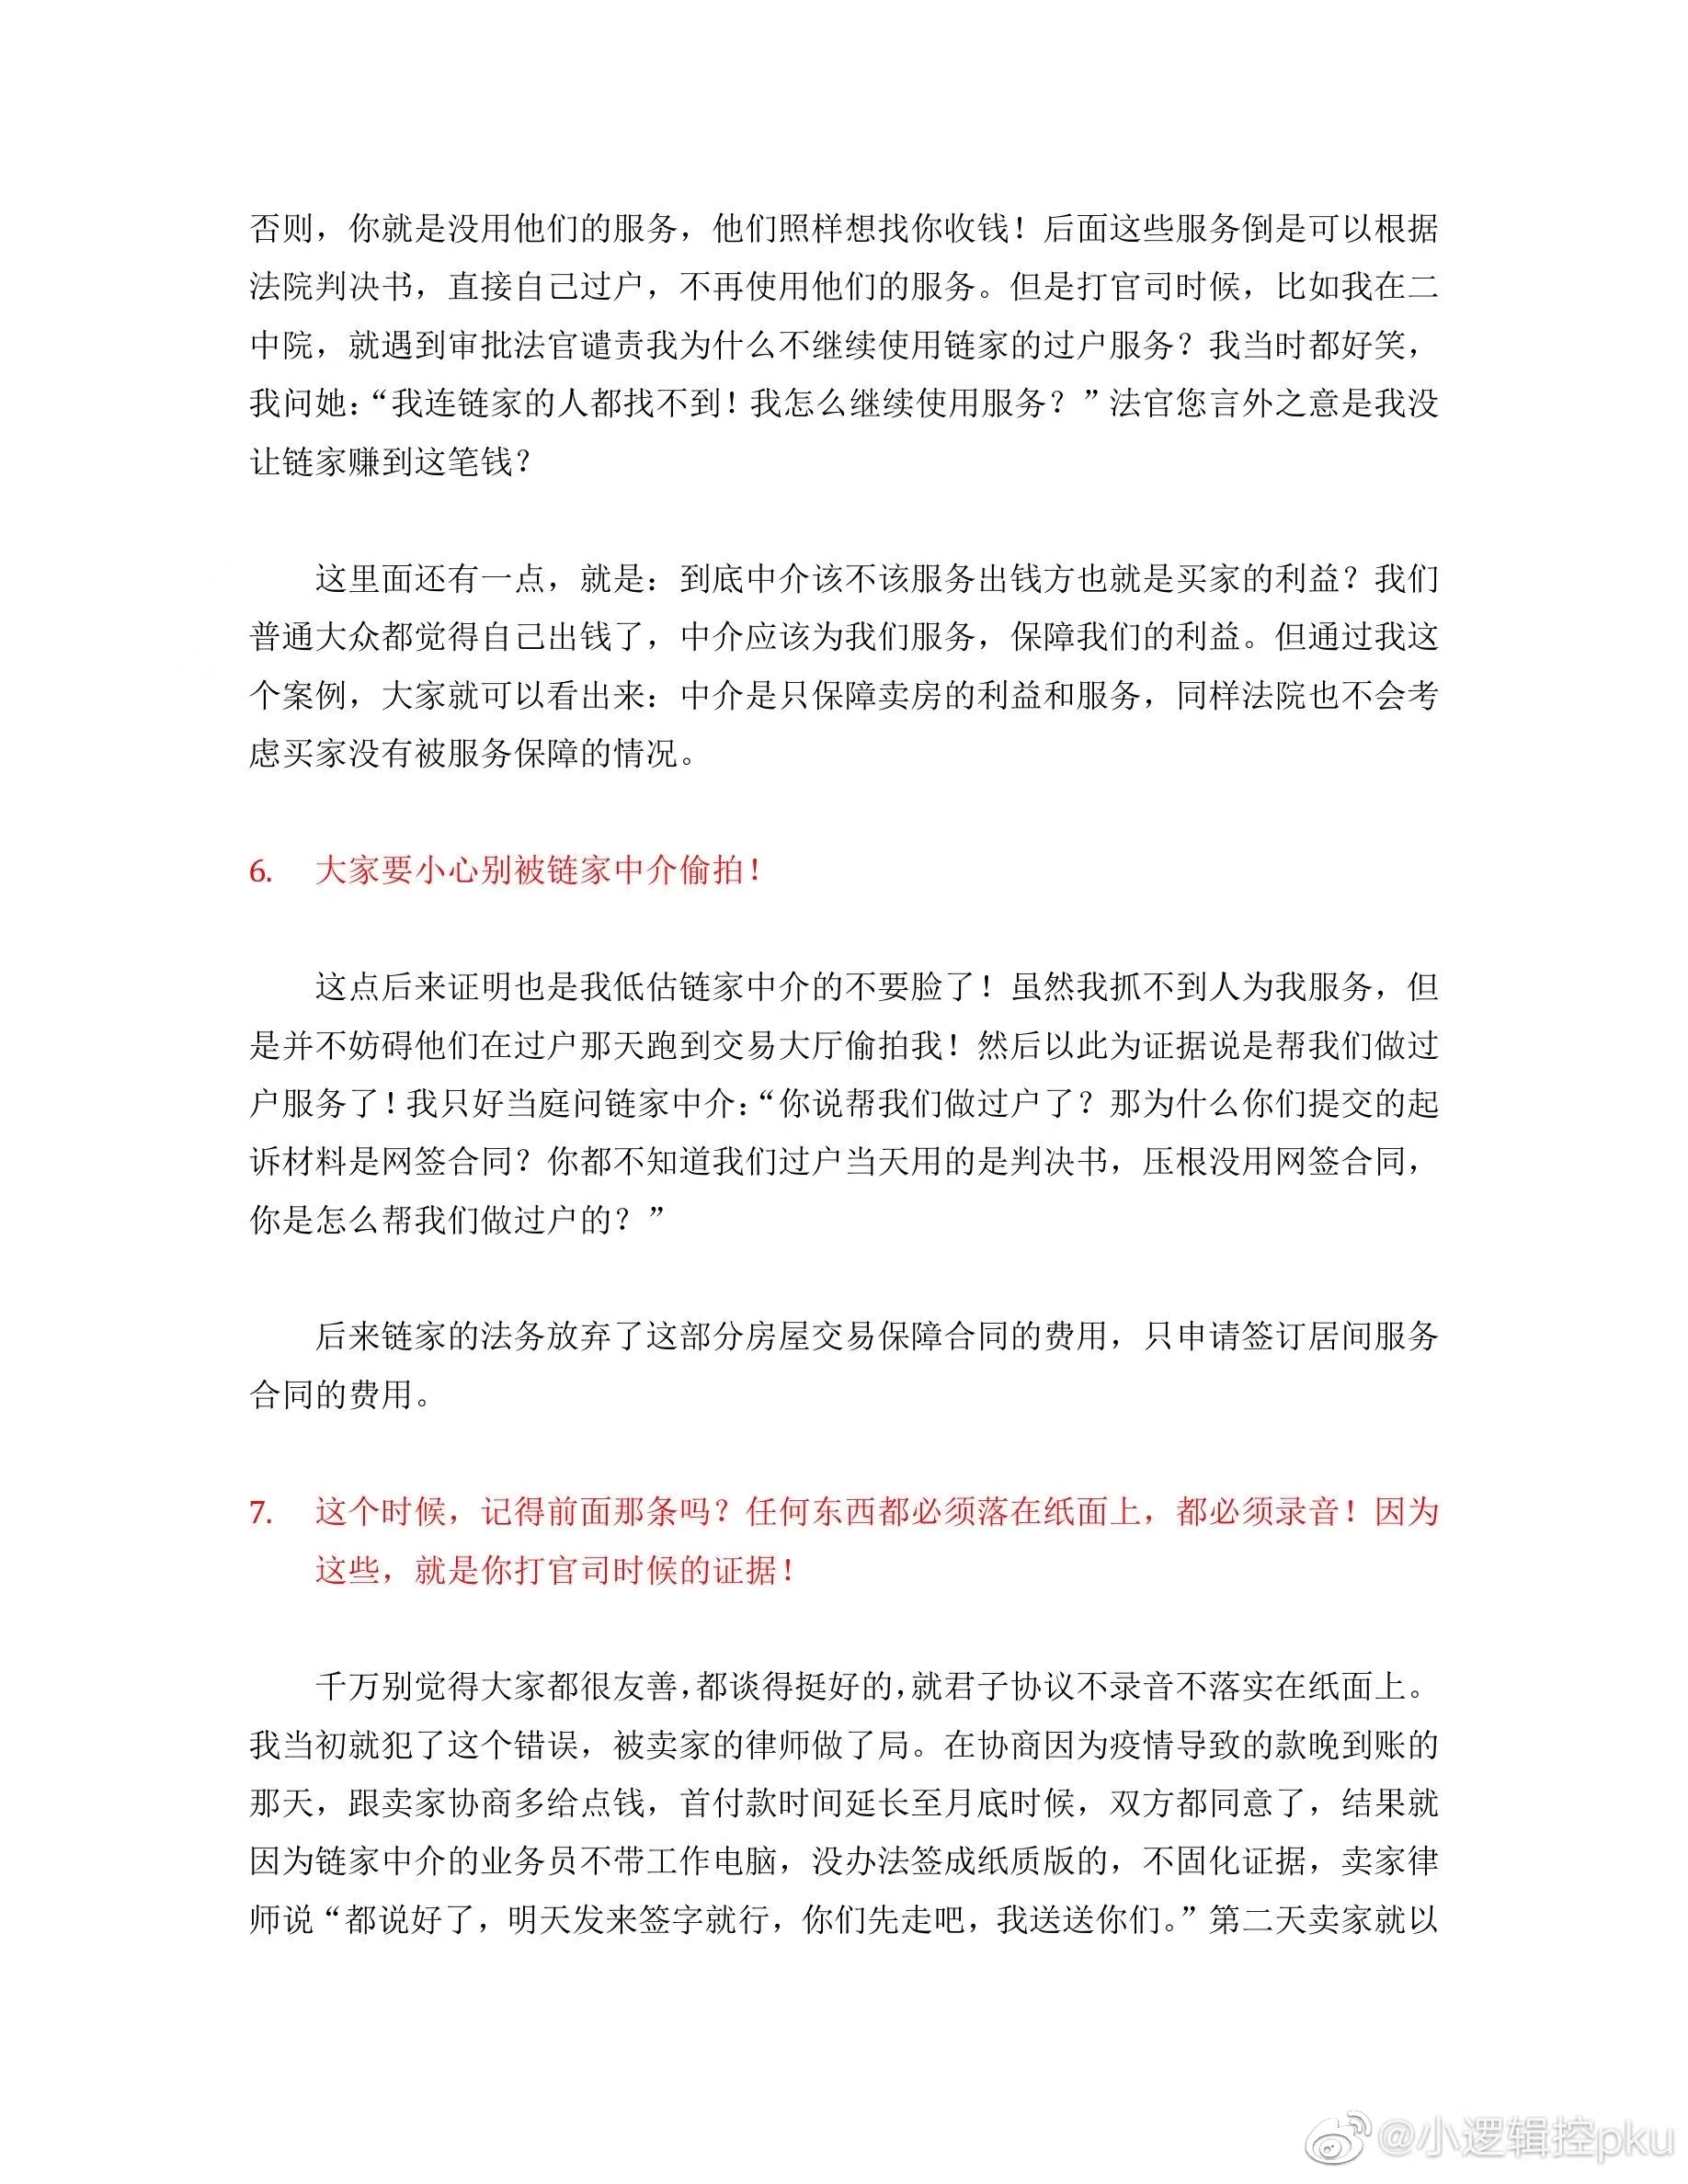 否则，你就是没用他们的服务，他们照样想找你收钱！后面这些服务倒是可以根据
法院判决书，直接自己过户，不再使用他们的服务。但是打官司时候，比如我在二
中院，就遇到审批法官谴责我为什么不继续使用链家的过户服务？我当时都好笑，
我问她：“我连链家的人都找不到！我怎么继续使用服务？”法官您言外之意是我没
让链家赚到这笔钱？
这里面还有一点，就是：到底中介该不该服务出钱方也就是买家的利益？我们
普通大众都觉得自己出钱了，中介应该为我们服务，保障我们的利益。但通过我这
个案例，大家就可以看出来：中介是只保障卖房的利益和服务，同样法院也不会考
虑买家没有被服务保障的情况。
6. 大家要小心别被链家中介偷拍！
这点后来证明也是我低估链家中介的不要脸了！虽然我抓不到人为我服务，但
是并不妨碍他们在过户那天跑到交易大厅偷拍我！然后以此为证据说是帮我们做过
户服务了！我只好当庭问链家中介：“你说帮我们做过户了？那为什么你们提交的起
诉材料是网签合同？你都不知道我们过户当天用的是判决书，压根没用网签合同，
你是怎么帮我们做过户的？”
后来链家的法务放弃了这部分房屋交易保障合同的费用，只申请签订居间服务
合同的费用。
7. 这个时候，记得前面那条吗？任何东西都必须落在纸面上，都必须录音！因为
这些，就是你打官司时候的证据！
千万别觉得大家都很友善，都谈得挺好的，就君子协议不录音不落实在纸面上。
我当初就犯了这个错误，被卖家的律师做了局。在协商因为疫情导致的款晚到账的
那天，跟卖家协商多给点钱，首付款时间延长至月底时候，双方都同意了，结果就
因为链家中介的业务员不带工作电脑，没办法签成纸质版的，不固化证据，卖家律
师说“都说好了，明天发来签字就行，你们先走吧，我送送你们。”第二天卖家就以
@小逻辑控pku